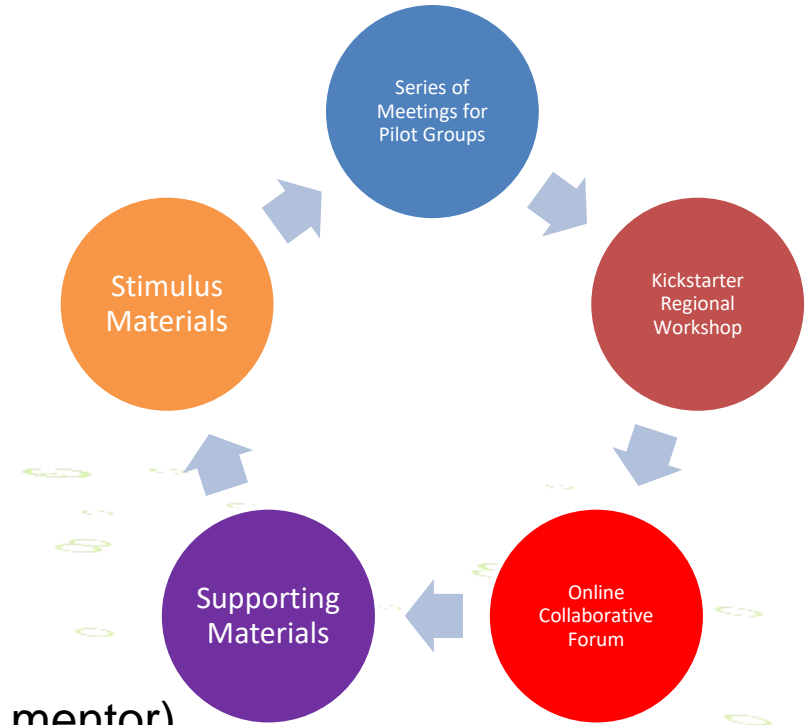 Series of
Meetings for
Pilot Groups
Kickstarter
Regional
Workshop
Online
Collaborative
Forum
Supporting
Materials
Stimulus
Materials
mentor)